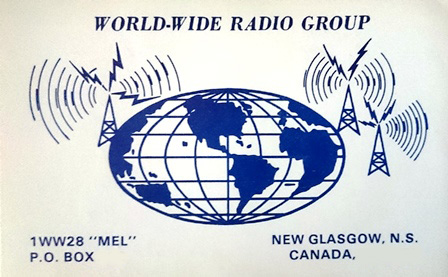 WORLD-WIDE RADIO GROUP
1WW28 "MEL"
P.O. BOX
NEW GLASGOW, N.S.
CANADA,